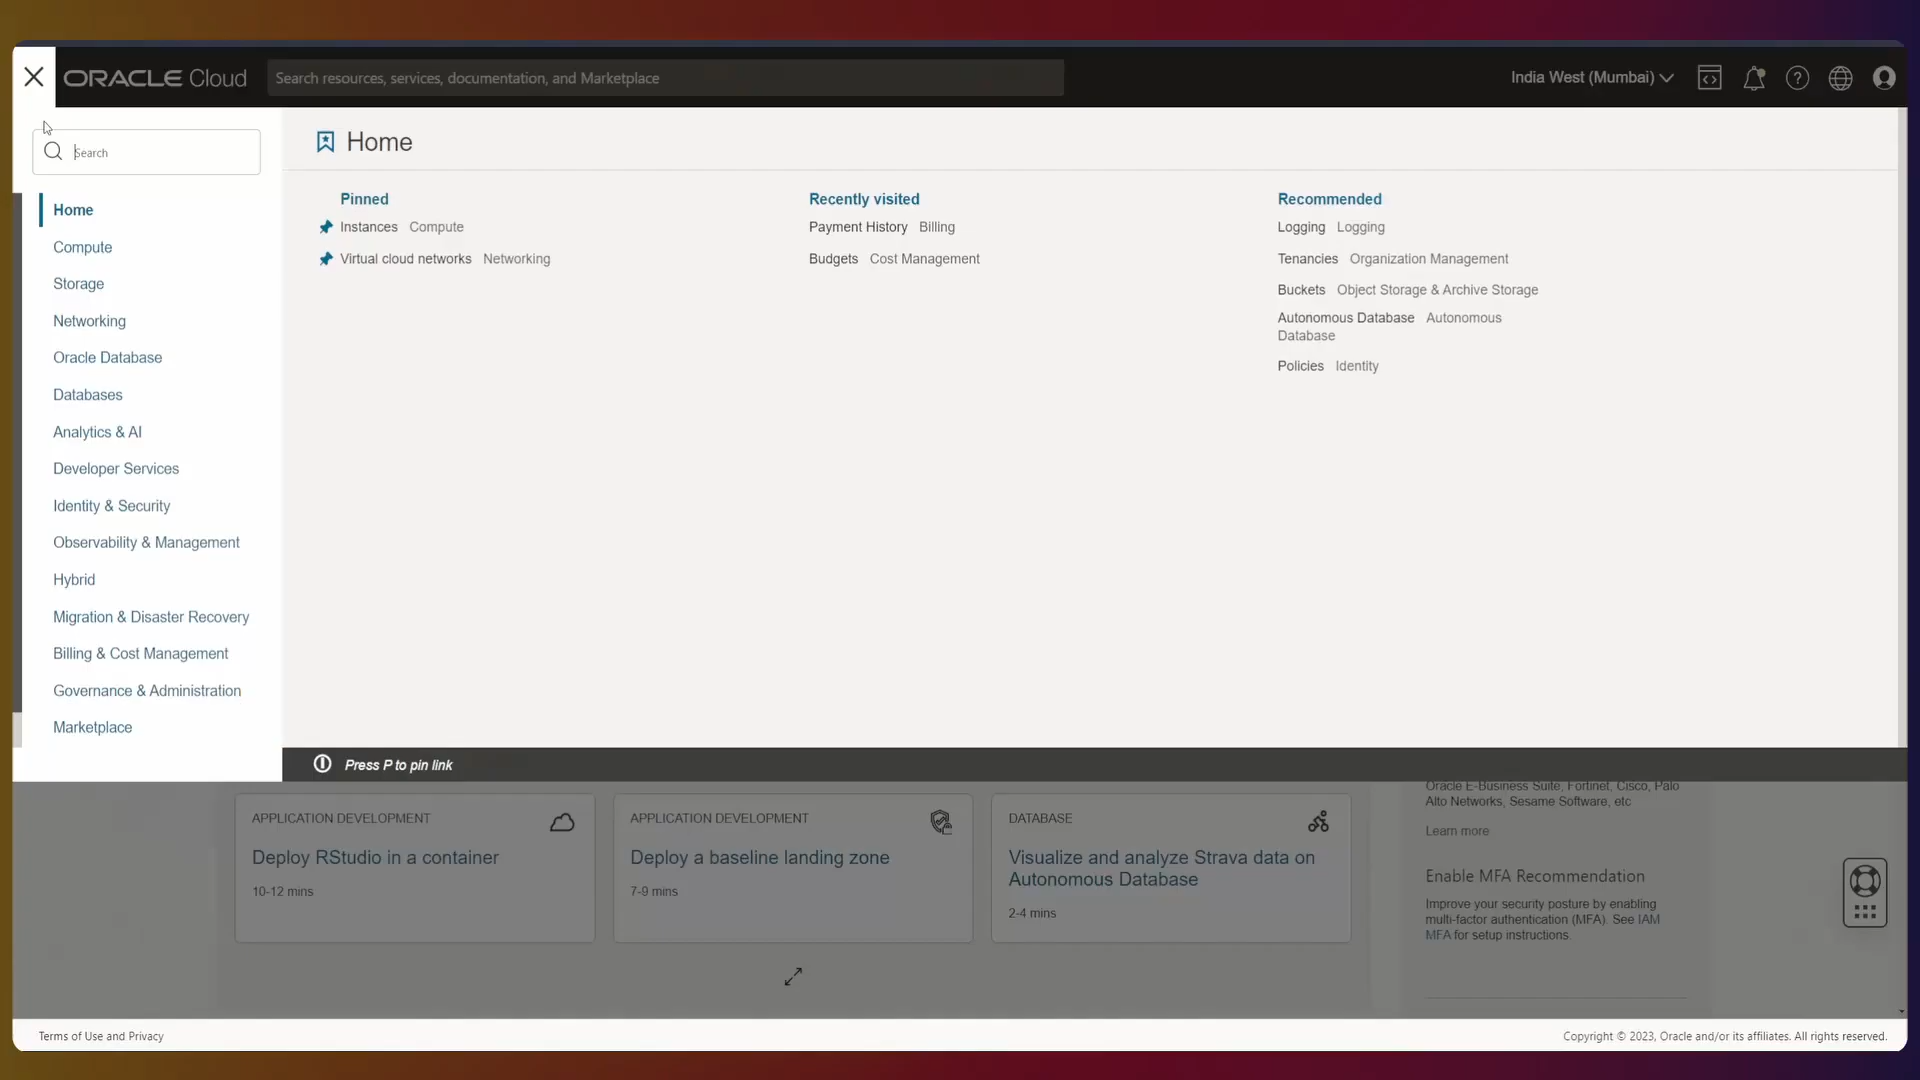 ORACLE Cloud
Search resources, services, documentation, and Marketplace
India West (Mumbai)
Search
Home
Compute
Storage
Networking
Oracle Database
Databases
Analytics & AI
Developer Services
Identity & Security
Observability & Management
Hybrid
Migration & Disaster Recovery
Billing & Cost Management
Governance & Administration
Marketplace
Home
Pinned
Instances Compute
Virtual cloud networks Networking
Recently visited
Payment History Billing
Budgets Cost Management
Recommended
Logging Logging
Tenancies Organization Management
Buckets Object Storage & Archive Storage
Autonomous Database Autonomous
Database
Policies Identity
Press P to pin link
APPLICATION DEVELOPMENT
Deploy RStudio in a container
10-12 mins
APPLICATION DEVELOPMENT
Deploy a baseline landing zone
7-9 mins
DATABASE
Visualize and analyze Strava data on
Autonomous Database
2-4 mins
Oracle E-Business Suite, Fortinet, Cisco, Palo
Alto Networks, Sesame Software, etc
Learn more
Enable MFA Recommendation
Improve your security posture by enabling
multi-factor authentication (MFA). See IAM
MFA for setup instructions.
Terms of Use and Privacy
Copyright © 2023, Oracle and/or its affiliates. All rights reserved.